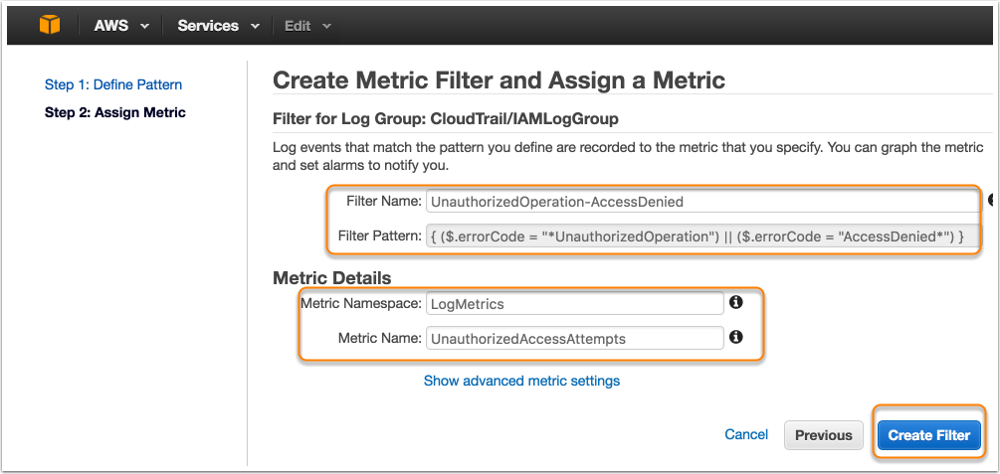 AWS Services Edit
Step 1: Define Pattern
Step 2: Assign Metric
Create Metric Filter and Assign a Metric
Filter for Log Group: CloudTrail/IAMLogGroup
Log events that match the pattern you define are recorded to the metric that you specify. You can graph the metric
and set alarms to notify you.
Filter Name: UnauthorizedOperation-AccessDenied
Filter Pattern: { ($.errorCode = "*UnauthorizedOperation") || ($.errorCode = "AccessDenied*") }
Metric Details
Metric Namespace: LogMetrics
Metric Name: UnauthorizedAccessAttempts
Show advanced metric settings
Cancel Previous Create Filter